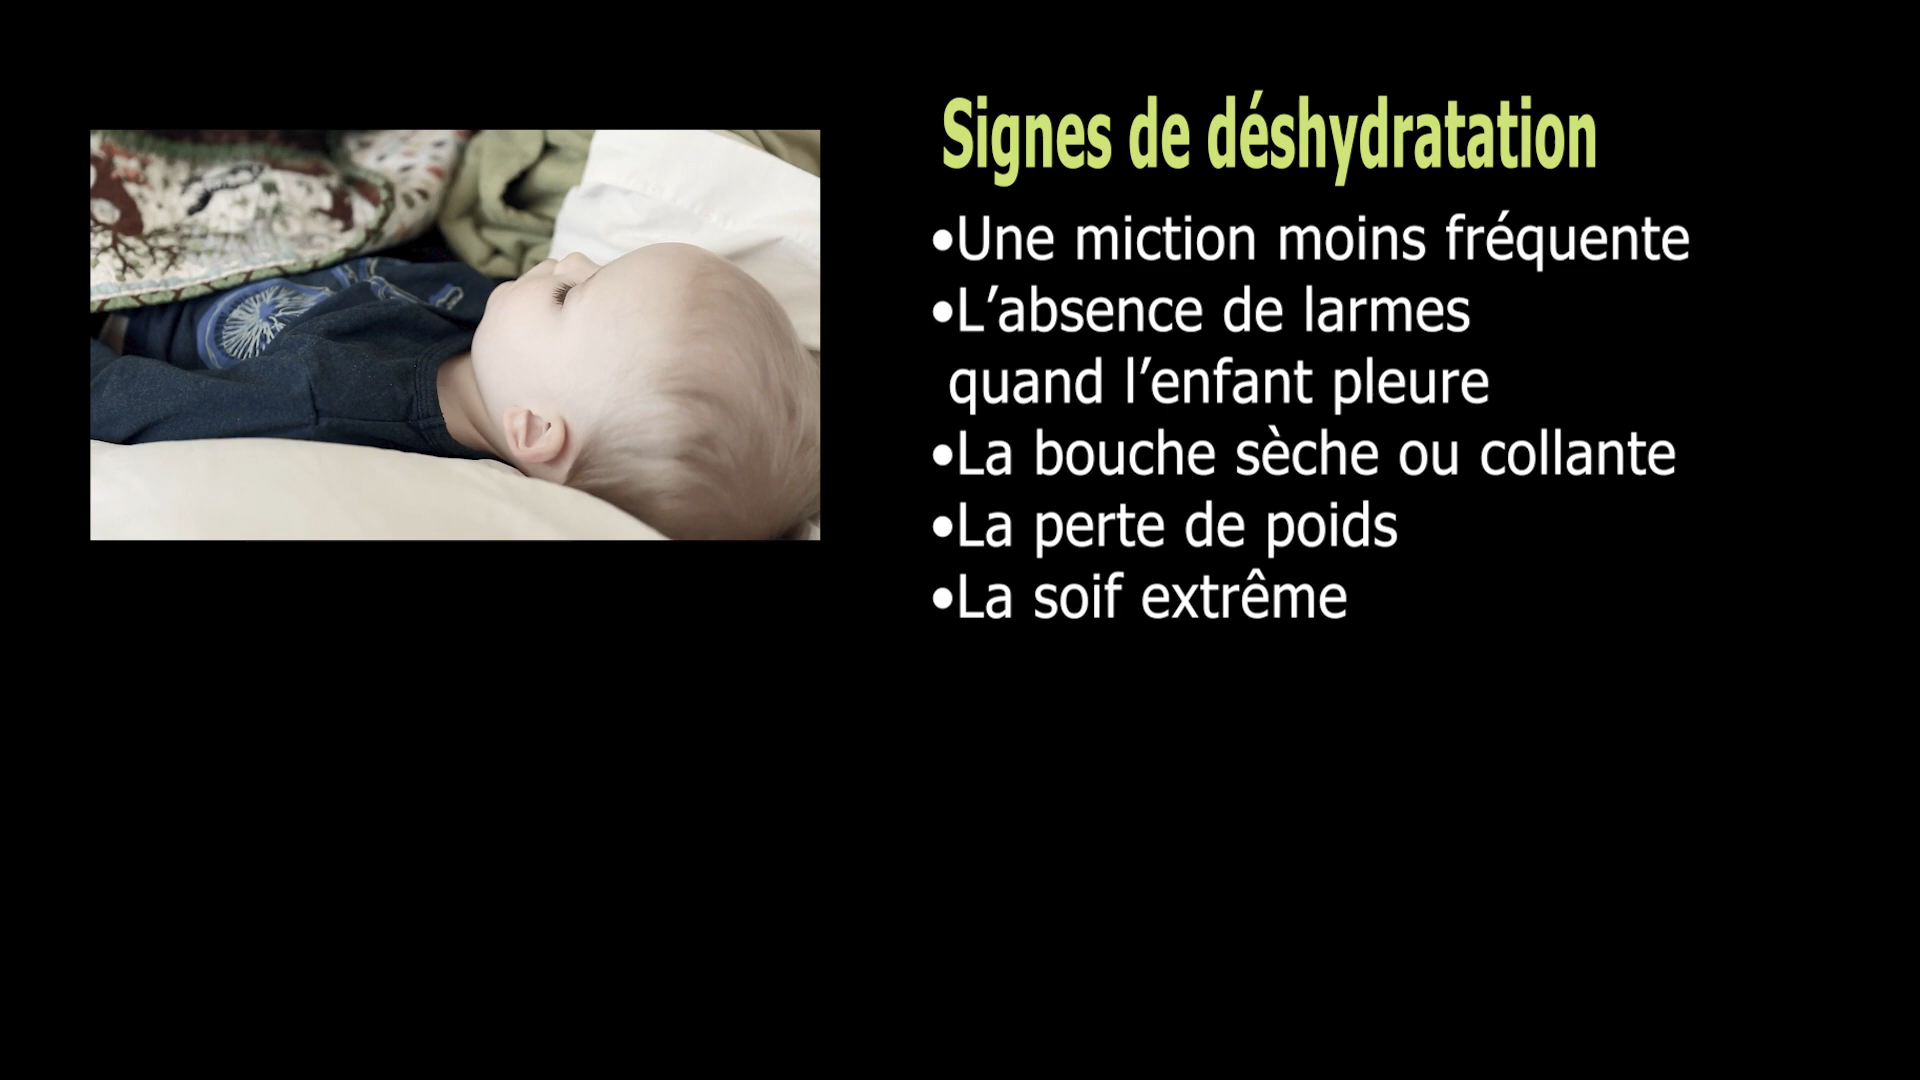 Signes de déshydratation
•Une miction moins fréquente
•L’absence de larmes
quand l’enfant pleure
•La bouche sèche ou collante
•La perte de poids
•La soif extrême